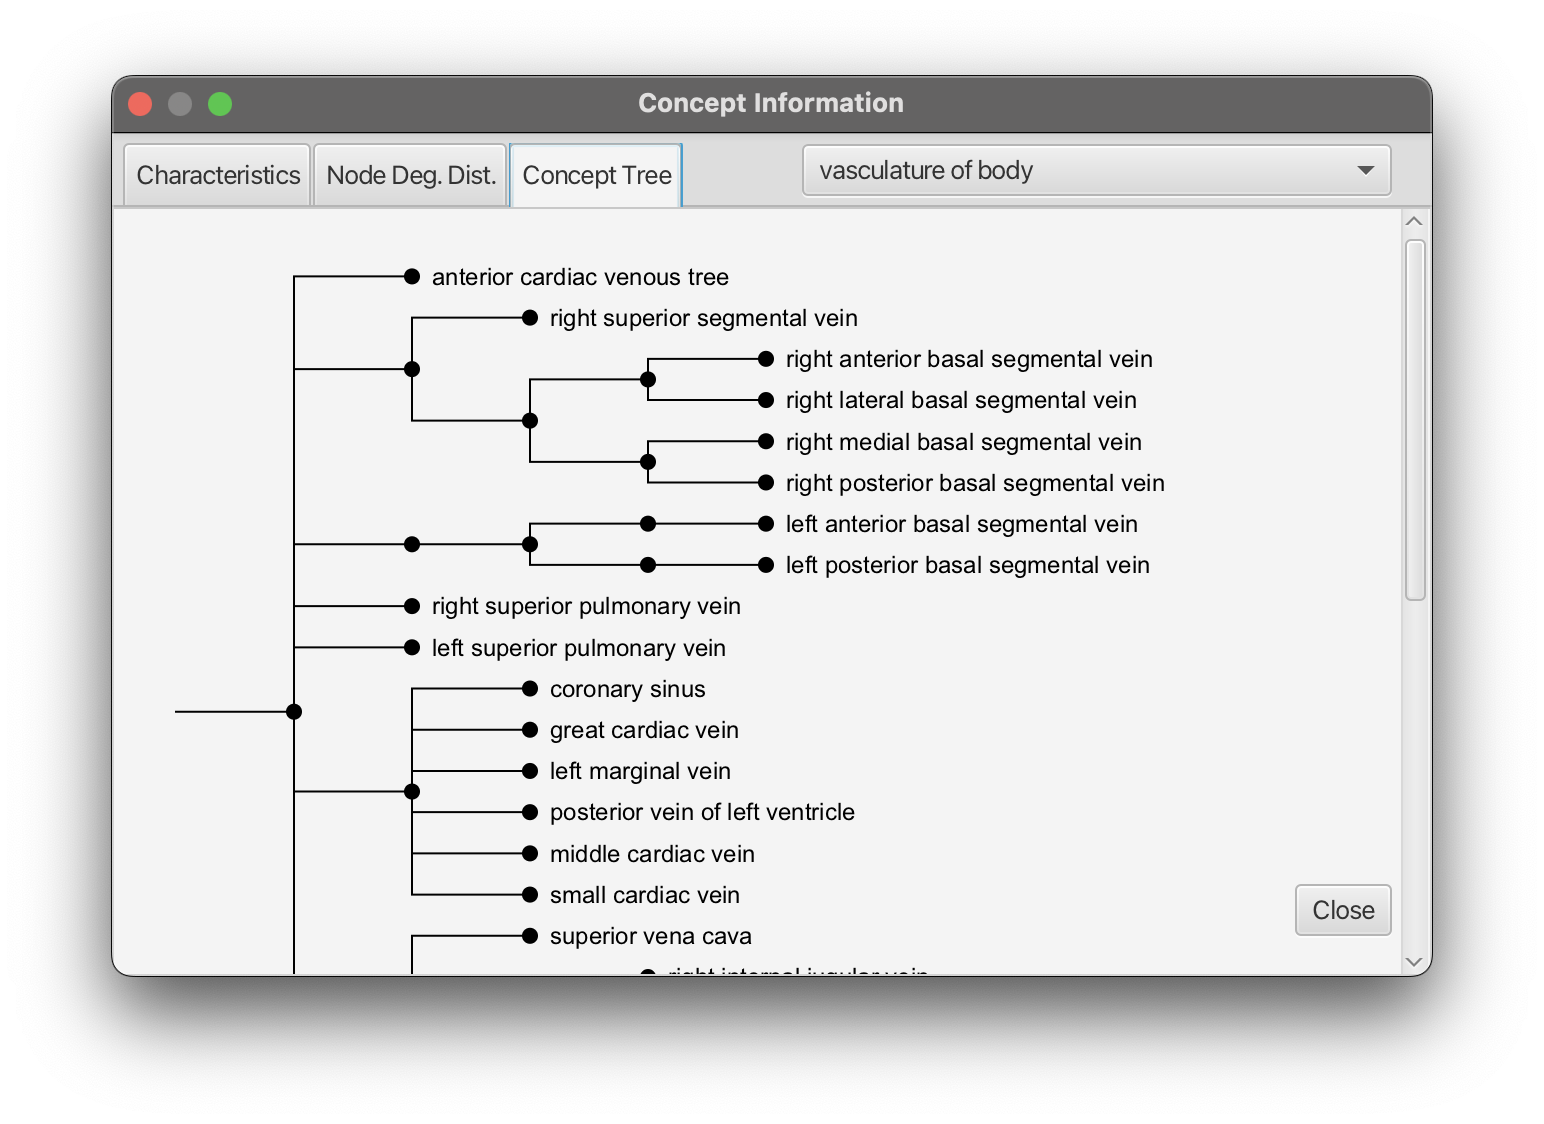 Concept Information
Characteristics
Node Deg. Dist.
Concept Tree
vasculature of body
anterior cardiac venous tree
right superior segmental vein
right anterior basal segmental vein
right lateral basal segmental vein
right medial basal segmental vein
right posterior basal segmental vein
left anterior basal segmental vein
left posterior basal segmental vein
right superior pulmonary vein
left superior pulmonary vein
coronary sinus
great cardiac vein
left marginal vein
posterior vein of left ventricle
middle cardiac vein
small cardiac vein
Close
superior vena cava
right internal jugular vein